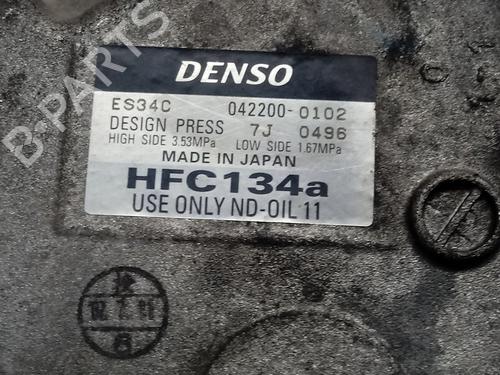 DENSO
ES34C 042200-0102
DESIGN PRESS 7J 0496
HIGH SIDE 3.53MPa LOW SIDE 1.67MPa
MADE IN JAPAN
HFC134a
USE ONLY ND-OIL 11
B-PARTS
6